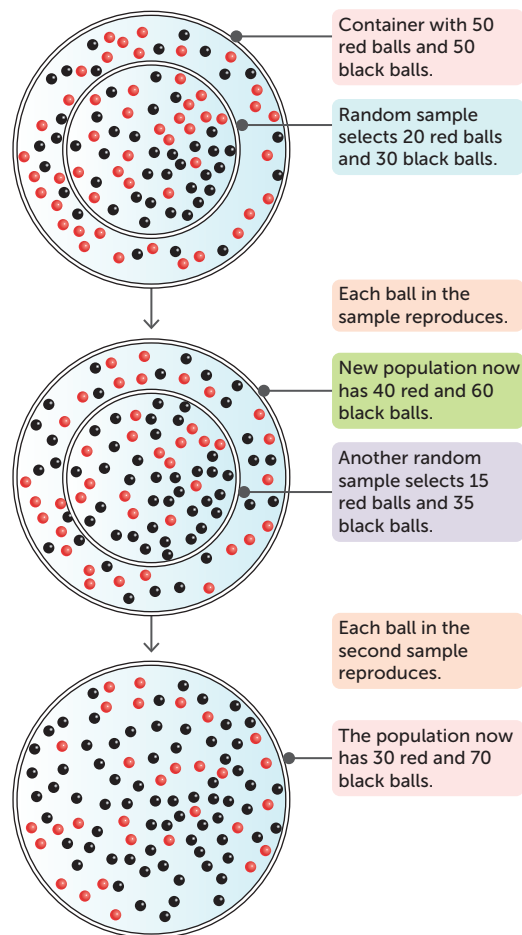 Container with 50
red balls and 50
black balls.
Random sample
selects 20 red balls
and 30 black balls.
Each ball in the
sample reproduces.
New population now
has 40 red and 60
black balls.
Another random
sample selects 15
red balls and 35
black balls.
Each ball in the
second sample
reproduces.
The population now
has 30 red and 70
black balls.